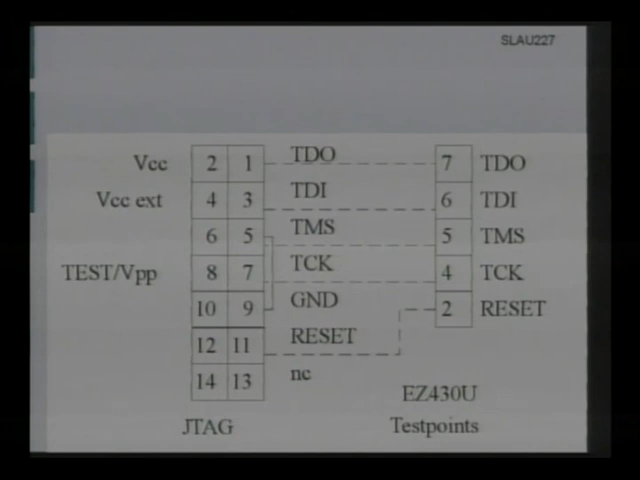 SLAU227
Vcc 2 1 TDO 7 TDO
Vcc ext 4 3 TDI 6 TDI
6 5 TMS 5 TMS
TEST/Vpp 8 7 TCK 4 TCK
10 9 GND 2 RESET
12 11 RESET
14 13 nc
EZ430U
JTAG Testpoints